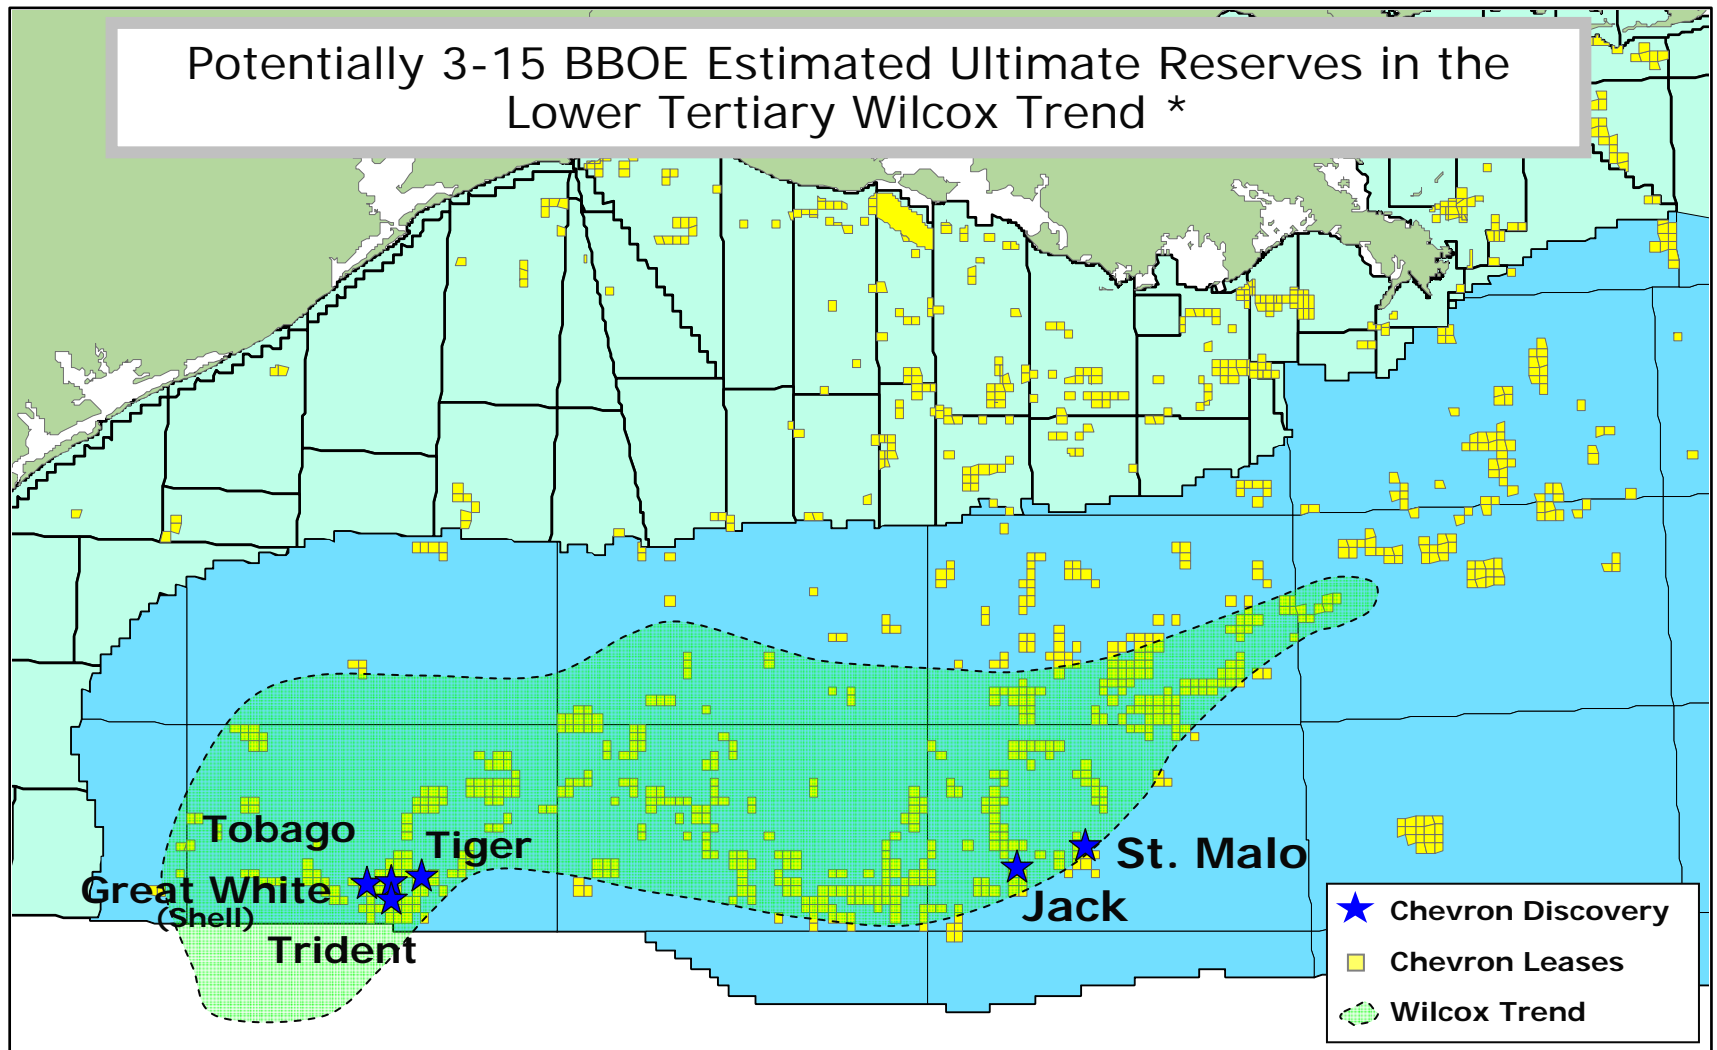 Potentially 3-15 BBOE Estimated Ultimate Reserves in the
Lower Tertiary Wilcox Trend *
Tobago
Tiger
Great White
(Shell)
Trident
St. Malo
Jack
Chevron Discovery
Chevron Leases
Wilcox Trend